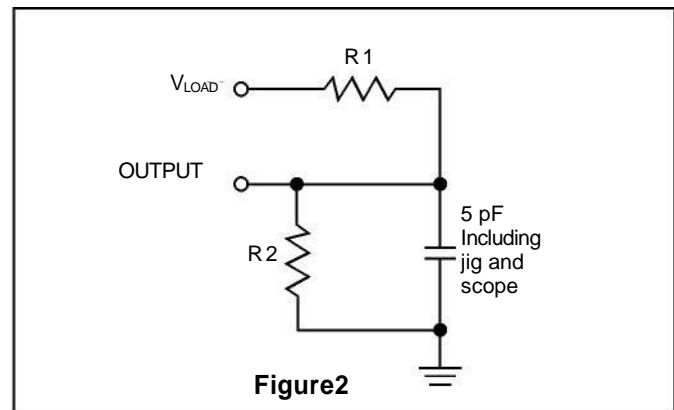 R1
VLOAD
OUTPUT
5 pF
Including
jig and
scope
R2
Figure2